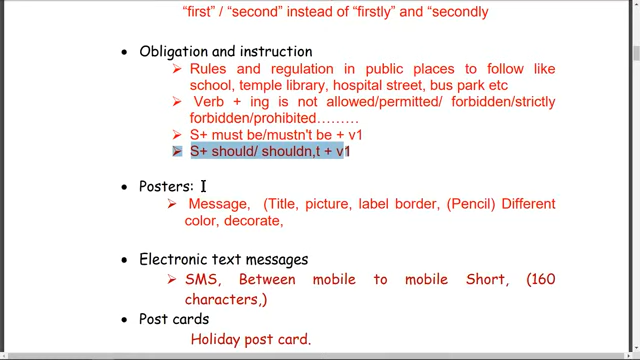 "first" / "second" instead of "firstly" and "secondly
• Obligation and instruction
➢ Rules and regulation in public places to follow like
school, temple library, hospital street, bus park etc
➢ Verb + ing is not allowed/permitted/ forbidden/strictly
forbidden/prohibited.........
➢ S+ must be/mustn't be + v1
➢ S+ should/ shouldn,t + v1
• Posters:
➢ Message, (Title, picture, label border, (Pencil) Different
color, decorate,
• Electronic text messages
➢ SMS, Between mobile to mobile Short, (160
characters,)
• Post cards
Holiday post card.